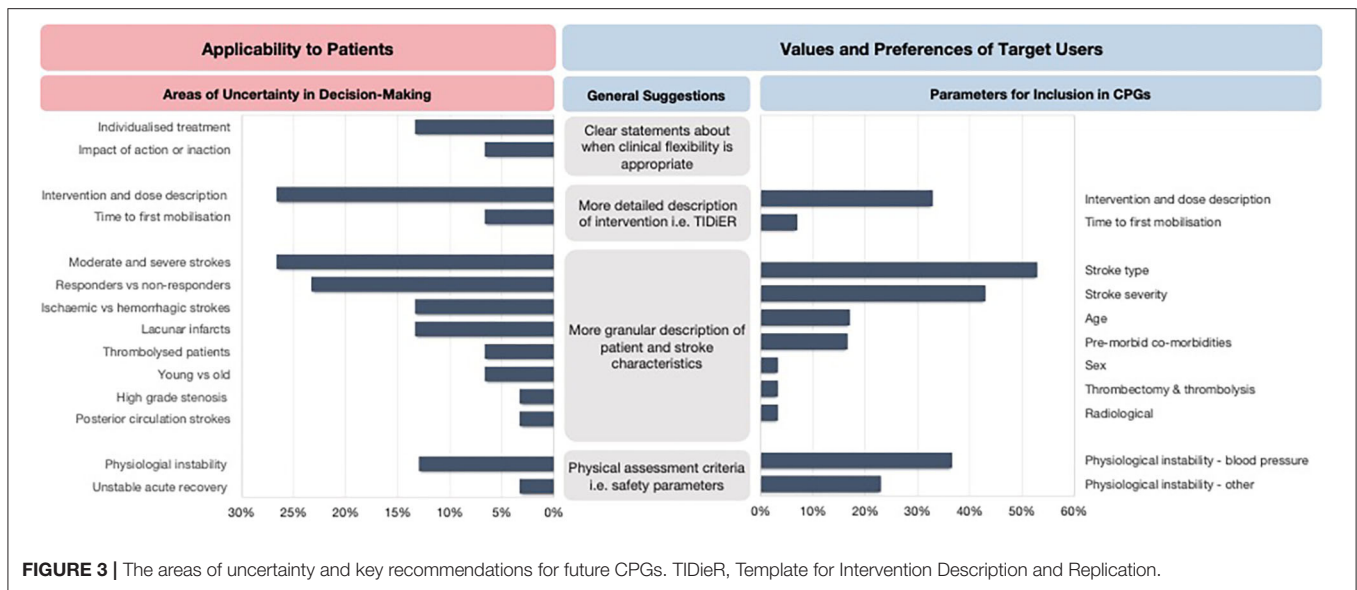 Applicability to Patients
Values and Preferences of Target Users
Areas of Uncertainty in Decision-Making
General Suggestions
Parameters for Inclusion in CPGs
Individualised treatment
Impact of action or inaction
Clear statements about
when clinical flexibility is
appropriate
Intervention and dose description
Time to first mobilisation
More detailed description
of intervention i.e. TIDiER
Intervention and dose description
Time to first mobilisation
Moderate and severe strokes
Responders vs non-responders
Ischaemic vs hemorrhagic strokes
Lacunar infarcts
Thrombolysed patients
Young vs old
High grade stenosis
Posterior circulation strokes
More granular description of
patient and stroke
characteristics
Stroke type
Stroke severity
Age
Pre-morbid co-morbidities
Sex
Thrombectomy & thrombolysis
Radiological
Physiologial instability
Unstable acute recovery
Physical assessment criteria
i.e. safety parameters
Physiological instability - blood pressure
Physiological instability - other
30% 25% 20% 15% 10% 5% 0%
0% 10% 20% 30% 40% 50% 60%
FIGURE 3 | The areas of uncertainty and key recommendations for future CPGs. TIDieR, Template for Intervention Description and Replication.